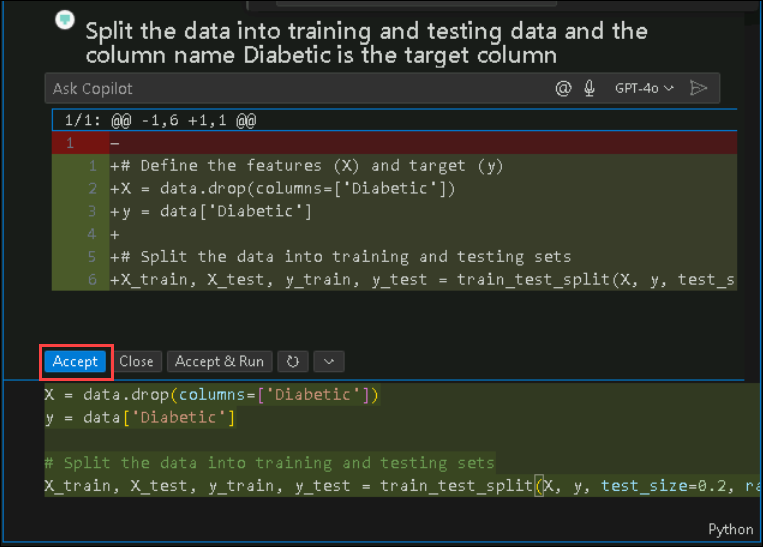 Split the data into training and testing data and the
column name Diabetic is the target column
Ask Copilot @ GPT-4o
1/1: @@ -1,6 +1,1 @@
1 -
1 +# Define the features (X) and target (y)
2 +X = data.drop(columns=['Diabetic'])
3 +y = data['Diabetic']
4 +
5 +# Split the data into training and testing sets
6 +X_train, X_test, y_train, y_test = train_test_split(X, y, test_s
Accept Close Accept & Run
X = data.drop(columns=['Diabetic'])
y = data['Diabetic']
# Split the data into training and testing sets
X_train, X_test, y_train, y_test = train_test_split(X, y, test_size=0.2, ra
Python